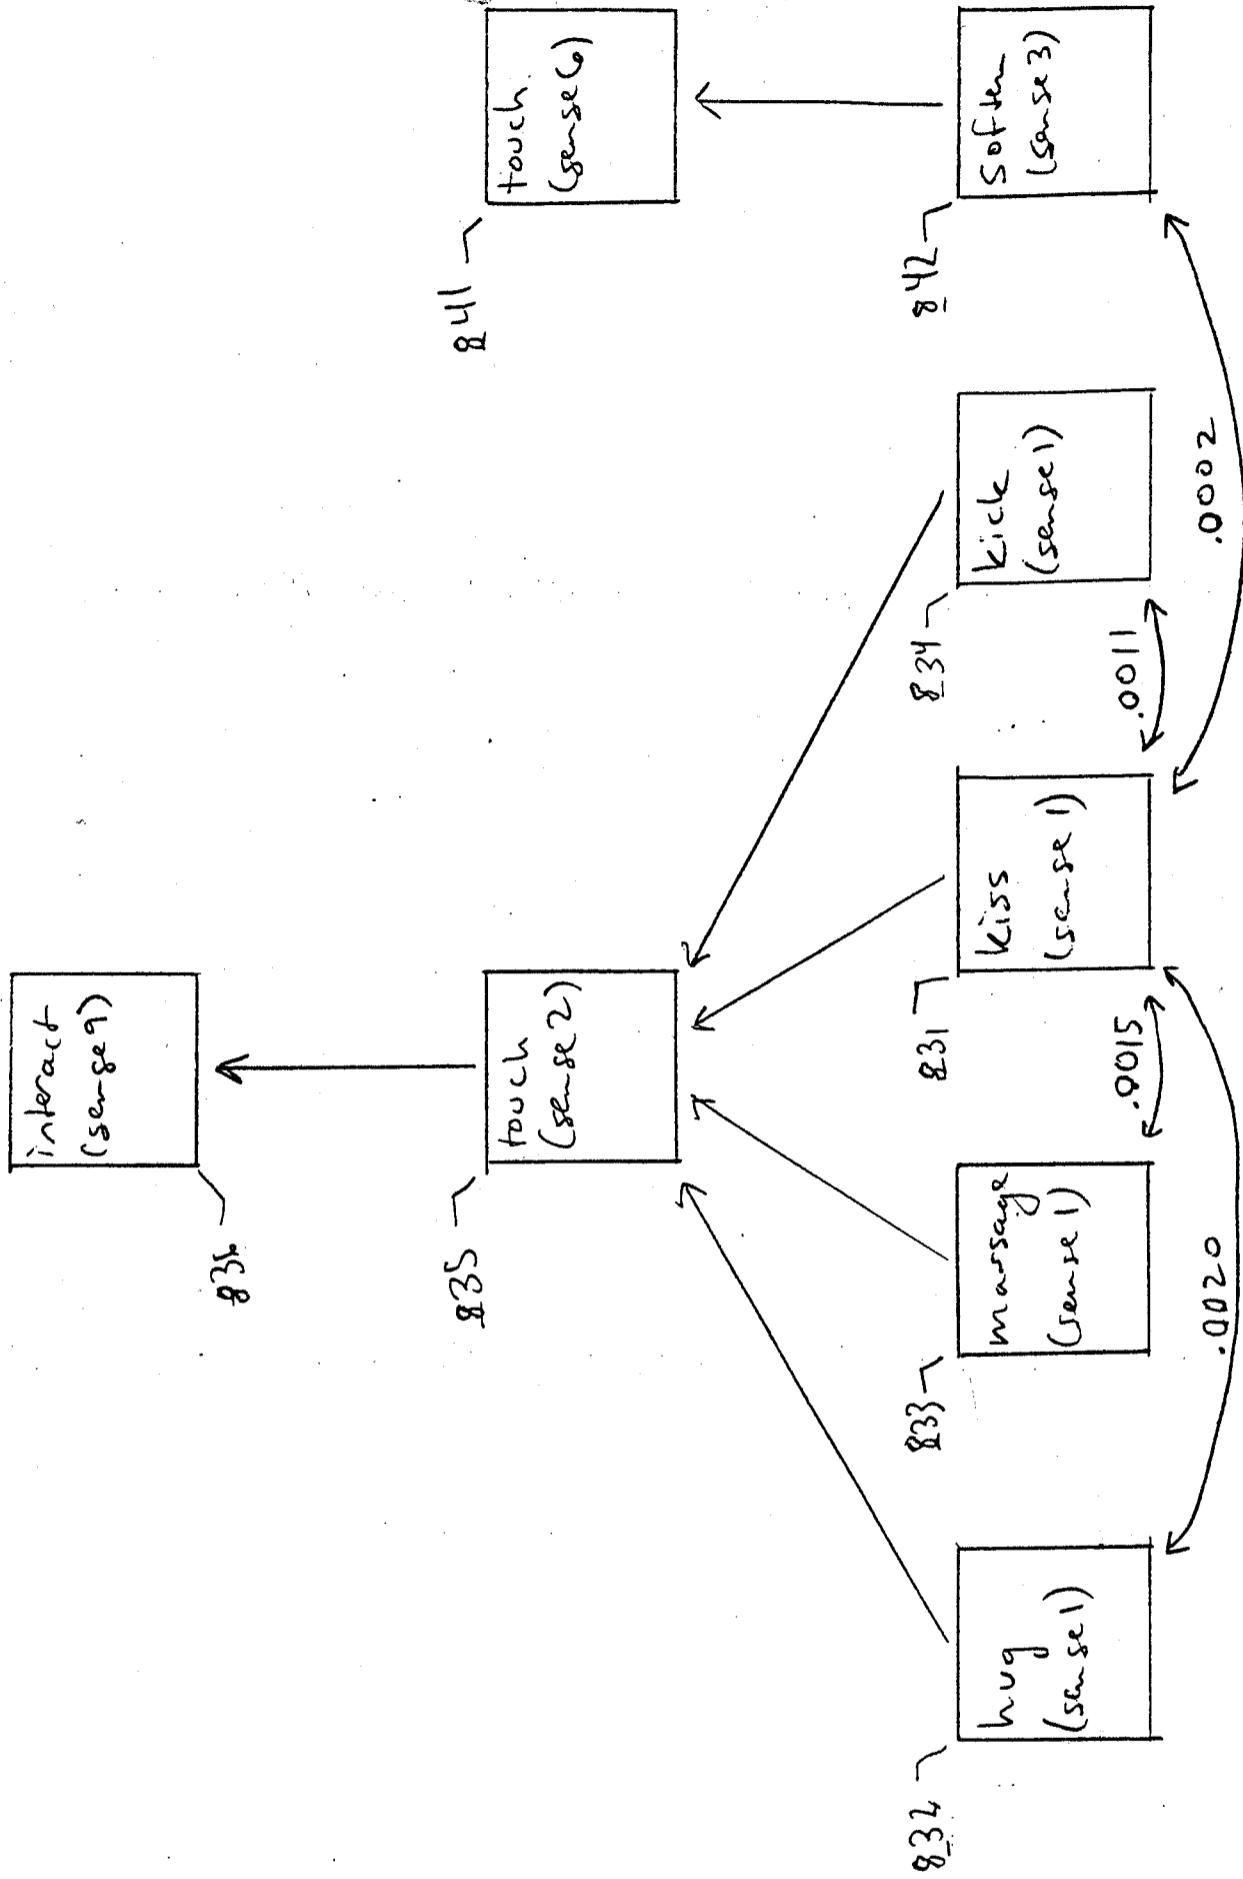 interact
(sense 9)
836
touch
(sense 2)
835
touch
(sense 6)
841
hug
(sense 1)
832
massage
(sense 1)
833
kiss
(sense 1)
831
kick
(sense 1)
834
soften
(sense 3)
842
.0015
.0011
.0020
.0002